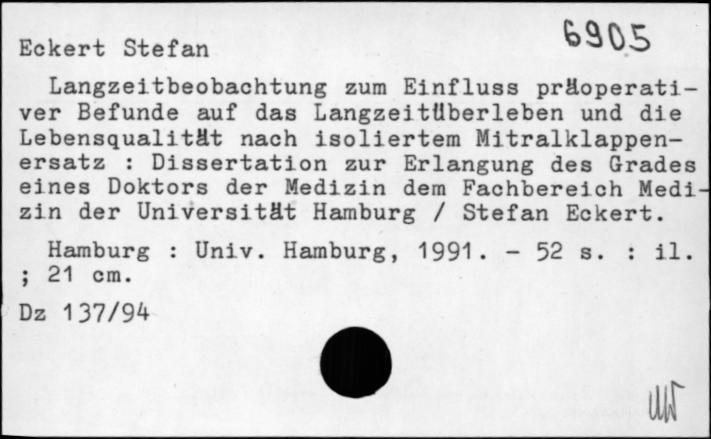 6905
Eckert Stefan
Langzeitbeobachtung zum Einfluss präoperati-
ver Befunde auf das Langzeitüberleben und die
Lebensqualität nach isoliertem Mitralklappen-
ersatz : Dissertation zur Erlangung des Grades
eines Doktors der Medizin dem Fachbereich Medi-
zin der Universität Hamburg / Stefan Eckert.
Hamburg : Univ. Hamburg, 1991. - 52 s. : il.
; 21 cm.
Dz 137/94